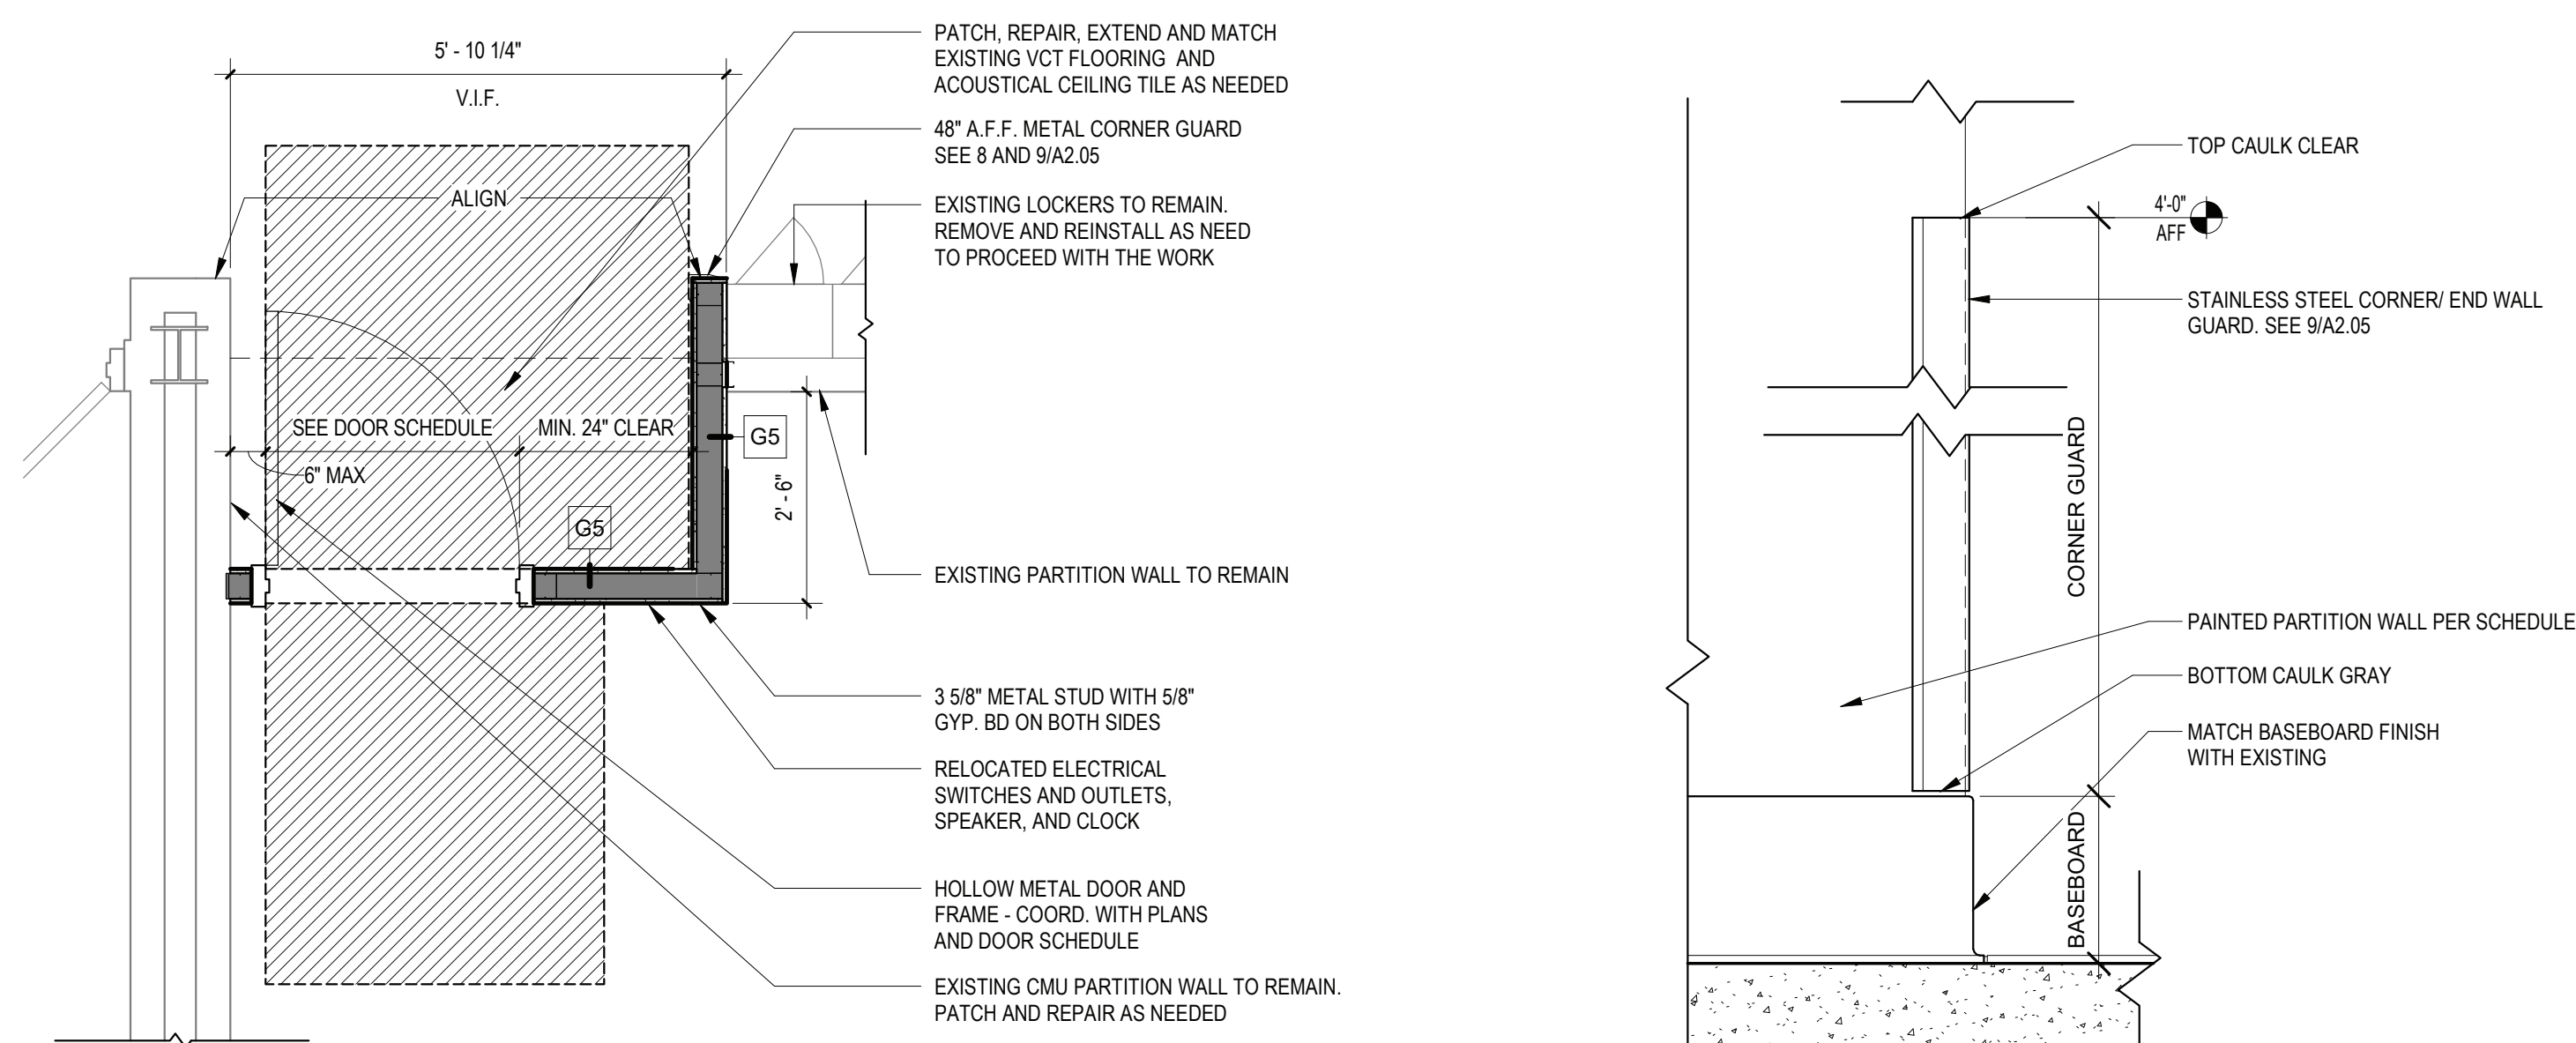 5' - 10 1/4"
V.I.F.
ALIGN
SEE DOOR SCHEDULE
MIN. 24" CLEAR
6" MAX
G5
G5
2' - 6"
PATCH, REPAIR, EXTEND AND MATCH
EXISTING VCT FLOORING AND
ACOUSTICAL CEILING TILE AS NEEDED
48" A.F.F. METAL CORNER GUARD
SEE 8 AND 9/A2.05
EXISTING LOCKERS TO REMAIN.
REMOVE AND REINSTALL AS NEED
TO PROCEED WITH THE WORK
EXISTING PARTITION WALL TO REMAIN
3 5/8" METAL STUD WITH 5/8"
GYP. BD ON BOTH SIDES
RELOCATED ELECTRICAL
SWITCHES AND OUTLETS,
SPEAKER, AND CLOCK
HOLLOW METAL DOOR AND
FRAME - COORD. WITH PLANS
AND DOOR SCHEDULE
EXISTING CMU PARTITION WALL TO REMAIN.
PATCH AND REPAIR AS NEEDED
TOP CAULK CLEAR
4'-0"
AFF
STAINLESS STEEL CORNER/ END WALL
GUARD. SEE 9/A2.05
CORNER GUARD
PAINTED PARTITION WALL PER SCHEDULE
BOTTOM CAULK GRAY
MATCH BASEBOARD FINISH
WITH EXISTING
BASEBOARD